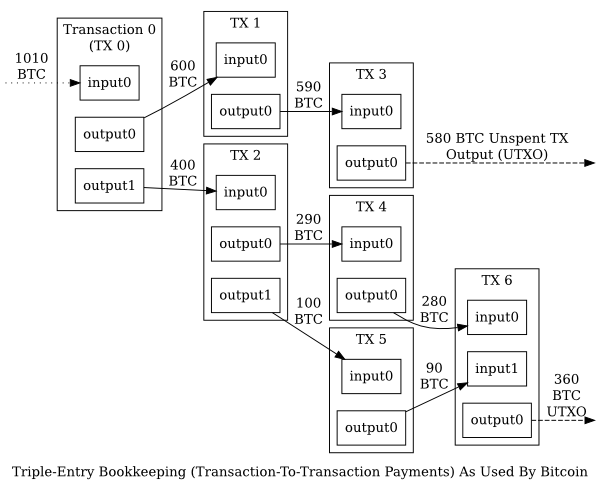 Transaction 0
(TX 0)
1010
BTC
input0
output0
output1
600
BTC
400
BTC
TX 1
input0
output0
TX 2
input0
output0
output1
590
BTC
290
BTC
100
BTC
TX 3
input0
output0
580 BTC Unspent TX
Output (UTXO)
TX 4
input0
output0
TX 5
input0
output0
280
BTC
90
BTC
TX 6
input0
input1
output0
360
BTC
UTXO
Triple-Entry Bookkeeping (Transaction-To-Transaction Payments) As Used By Bitcoin